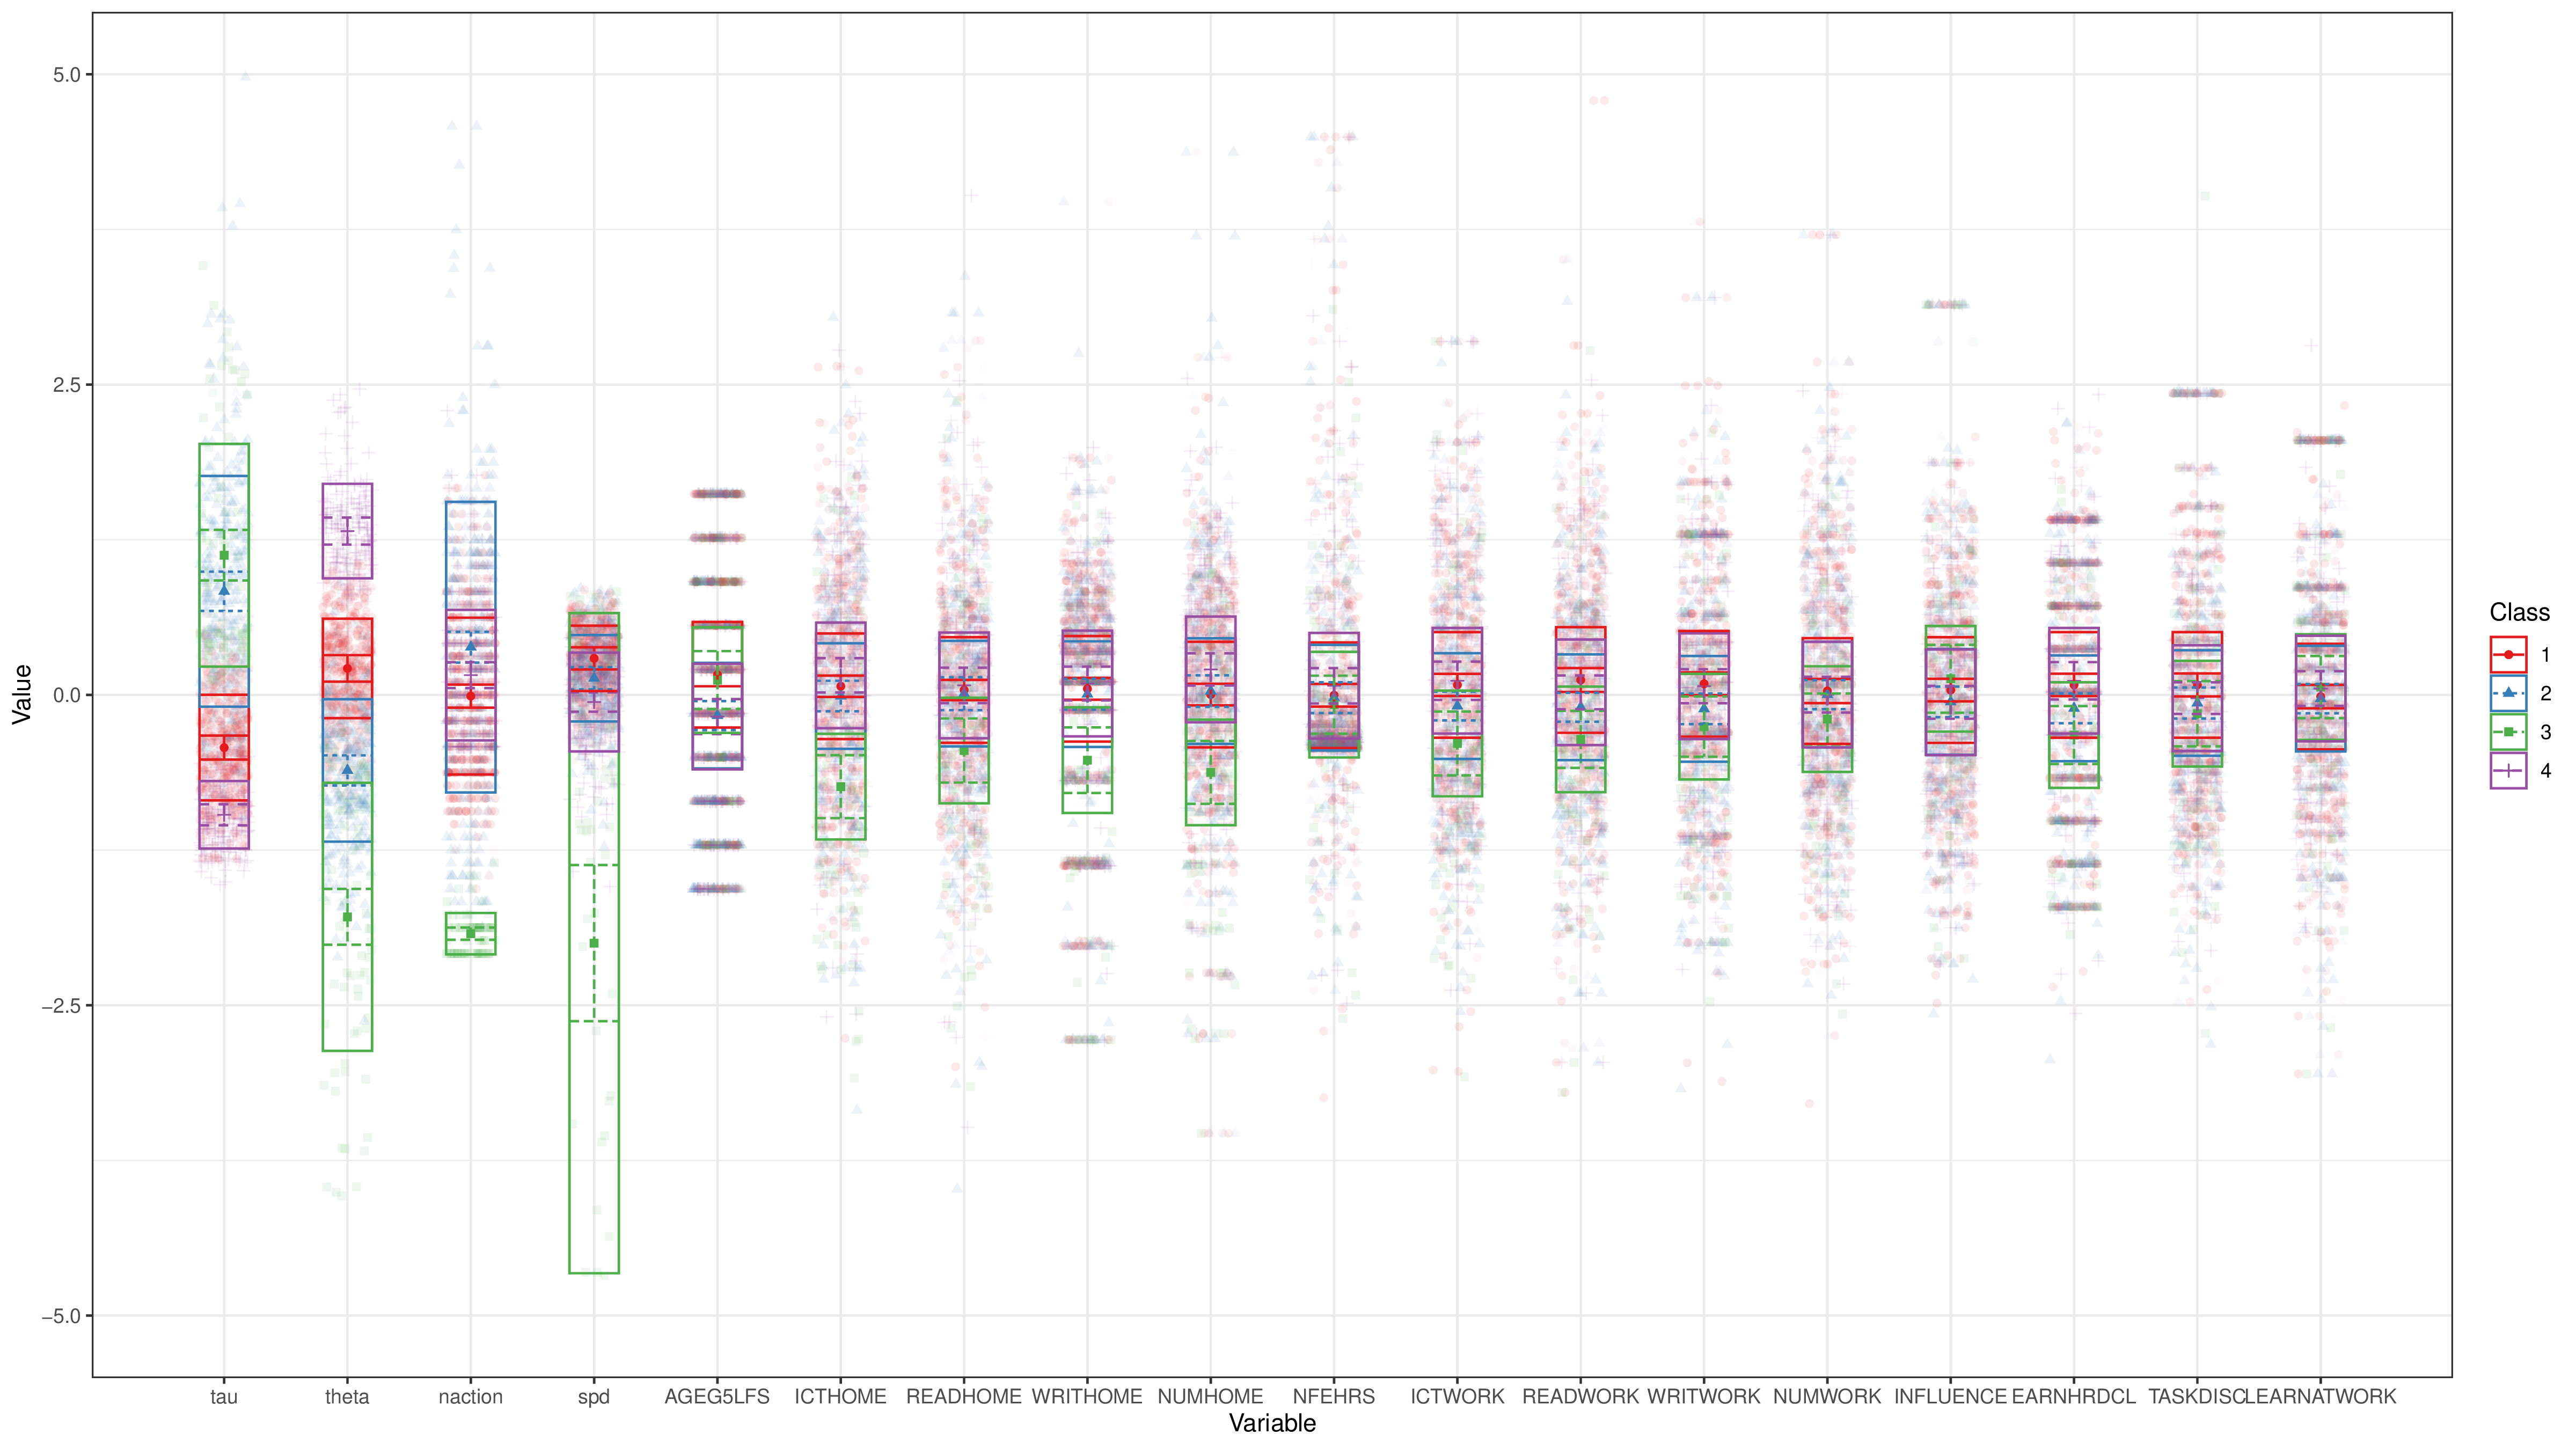 5.0
2.5
0.0
−2.5
−5.0
Value
tau theta naction spd AGEG5LFS ICTHOME READHOME WRITHOME NUMHOME NFEHRS ICTWORK READWORK WRITWORK NUMWORK INFLUENCE EARNHRDCL TASKDISC LEARNATWORK
Variable
Class
1
2
3
4